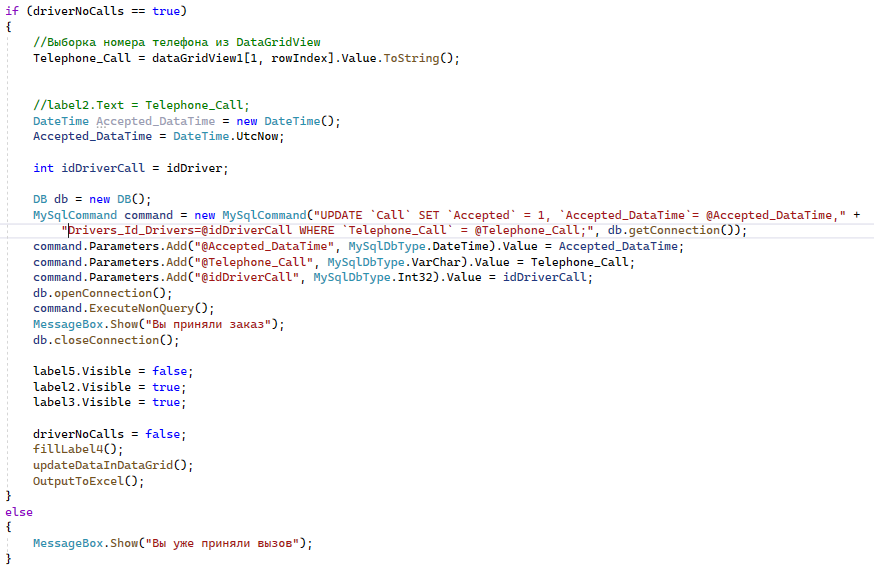 if (driverNoCalls == true)
{
//Выборка номера телефона из DataGridView
Telephone_Call = dataGridView1[1, rowIndex].Value.ToString();
//label2.Text = Telephone_Call;
DateTime Accepted_DataTime = new DateTime();
Accepted_DataTime = DateTime.UtcNow;
int idDriverCall = idDriver;
DB db = new DB();
MySqlCommand command = new MySqlCommand("UPDATE `Call` SET `Accepted` = 1, `Accepted_DataTime`= @Accepted_DataTime," +
"Drivers_Id_Drivers=@idDriverCall WHERE `Telephone_Call` = @Telephone_Call;", db.getConnection());
command.Parameters.Add("@Accepted_DataTime", MySqlDbType.DateTime).Value = Accepted_DataTime;
command.Parameters.Add("@Telephone_Call", MySqlDbType.VarChar).Value = Telephone_Call;
command.Parameters.Add("@idDriverCall", MySqlDbType.Int32).Value = idDriverCall;
db.openConnection();
command.ExecuteNonQuery();
MessageBox.Show("Вы приняли заказ");
db.closeConnection();
label5.Visible = false;
label2.Visible = true;
label3.Visible = true;
driverNoCalls = false;
fillLabel4();
updateDataInDataGrid();
OutputToExcel();
}
else
{
MessageBox.Show("Вы уже приняли вызов");
}